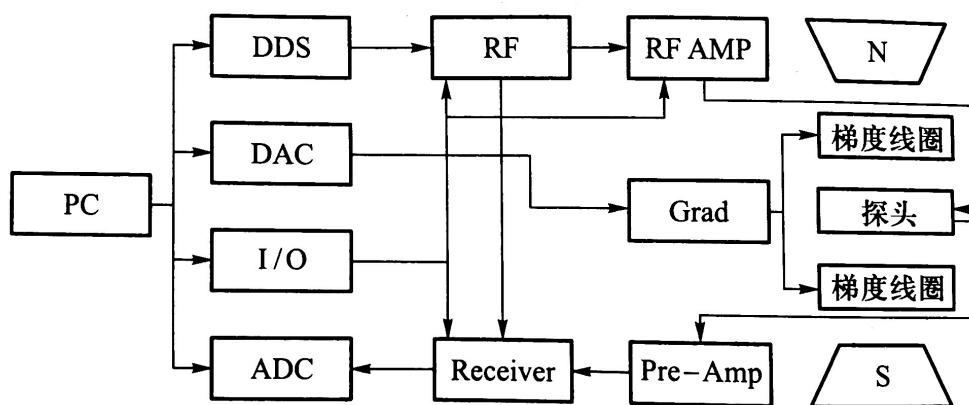 DDS
RF
RF AMP
N
DAC
梯度线圈
PC
Grad
探头
I/O
梯度线圈
ADC
Receiver
Pre-Amp
S